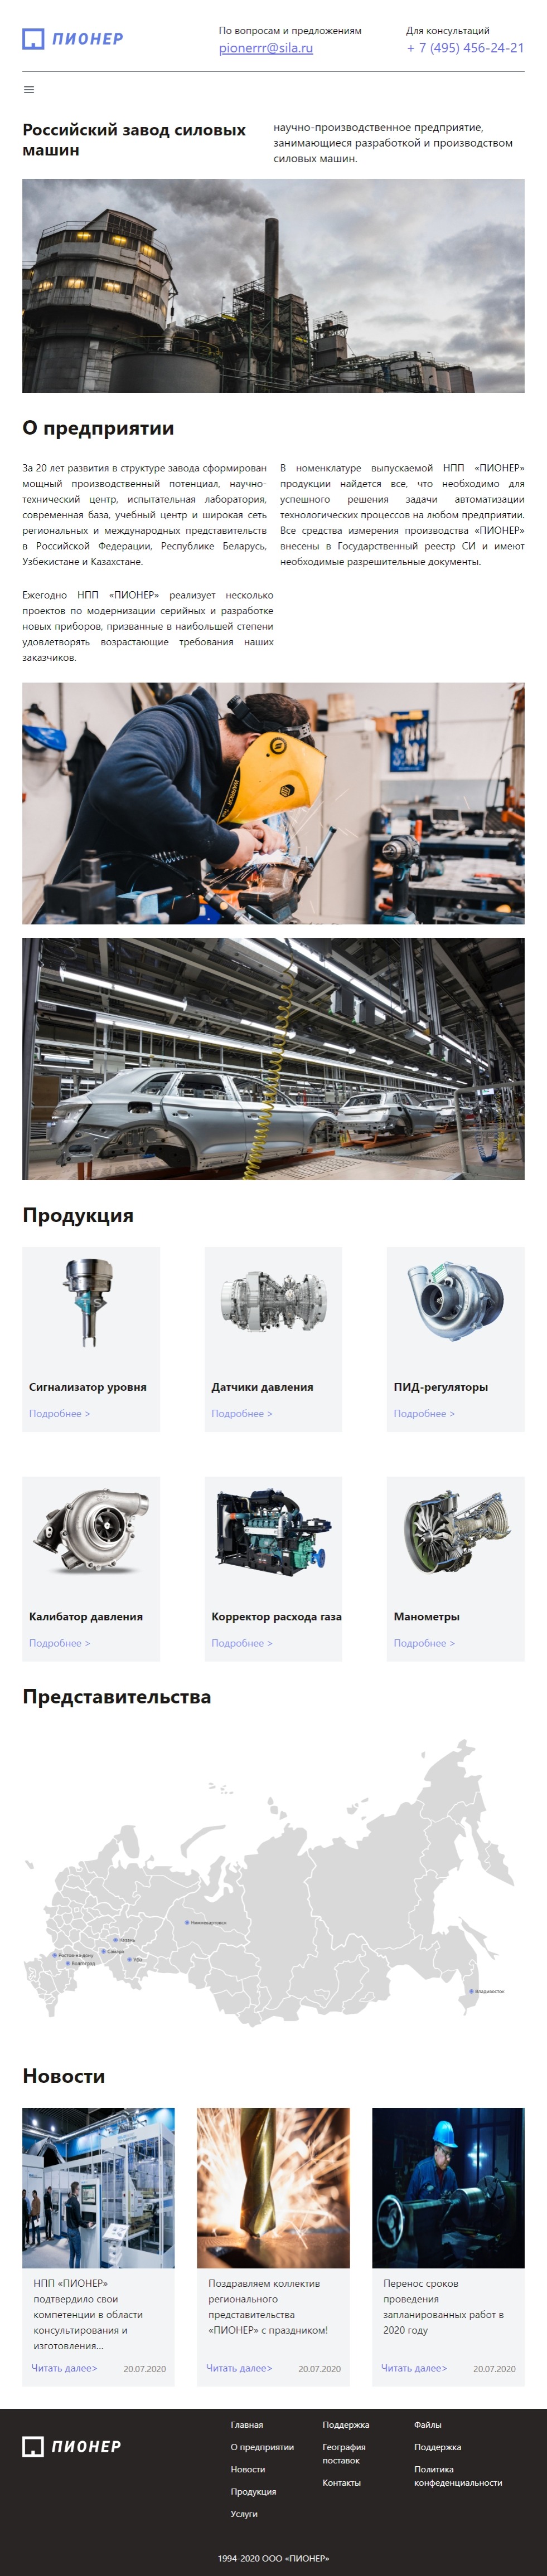 ПИОНЕР
По вопросам и предложениям
pionerrr@sila.ru
Для консультаций
+ 7 (495) 456-24-21
Российский завод силовых
машин
научно-производственное предприятие,
занимающиеся разработкой и производством
силовых машин.
О предприятии
За 20 лет развития в структуре завода сформирован
мощный производственный потенциал, научно-
технический центр, испытательная лаборатория,
современная база, учебный центр и широкая сеть
региональных и международных представительств
в Российской Федерации, Республике Беларусь,
Узбекистане и Казахстане.
В номенклатуре выпускаемой НПП «ПИОНЕР»
продукции найдется все, что необходимо для
успешного решения задачи автоматизации
технологических процессов на любом предприятии.
Все средства измерения производства «ПИОНЕР»
внесены в Государственный реестр СИ и имеют
необходимые разрешительные документы.
Ежегодно НПП «ПИОНЕР» реализует несколько
проектов по модернизации серийных и разработке
новых приборов, призванные в наибольшей степени
удовлетворять возрастающие требования наших
заказчиков.
Продукция
Сигнализатор уровня
Подробнее >
Датчики давления
Подробнее >
ПИД-регуляторы
Подробнее >
Калибатор давления
Подробнее >
Корректор расхода газа
Подробнее >
Манометры
Подробнее >
Представительства
Нижневартовск
Казань
Самара
Ростов-на-дону
Уфа
Волгоград
Владивосток
Новости
НПП «ПИОНЕР»
подтвердило свои
компетенции в области
консультирования и
изготовления...
Читать далее>
20.07.2020
Поздравляем коллектив
регионального
представительства
«ПИОНЕР» с праздником!
Читать далее>
20.07.2020
Перенос сроков
проведения
запланированных работ в
2020 году
Читать далее>
20.07.2020
ПИОНЕР
Главная
О предприятии
Новости
Продукция
Услуги
Поддержка
География
поставок
Контакты
Файлы
Поддержка
Политика
конфеденциальности
1994-2020 ООО «ПИОНЕР»